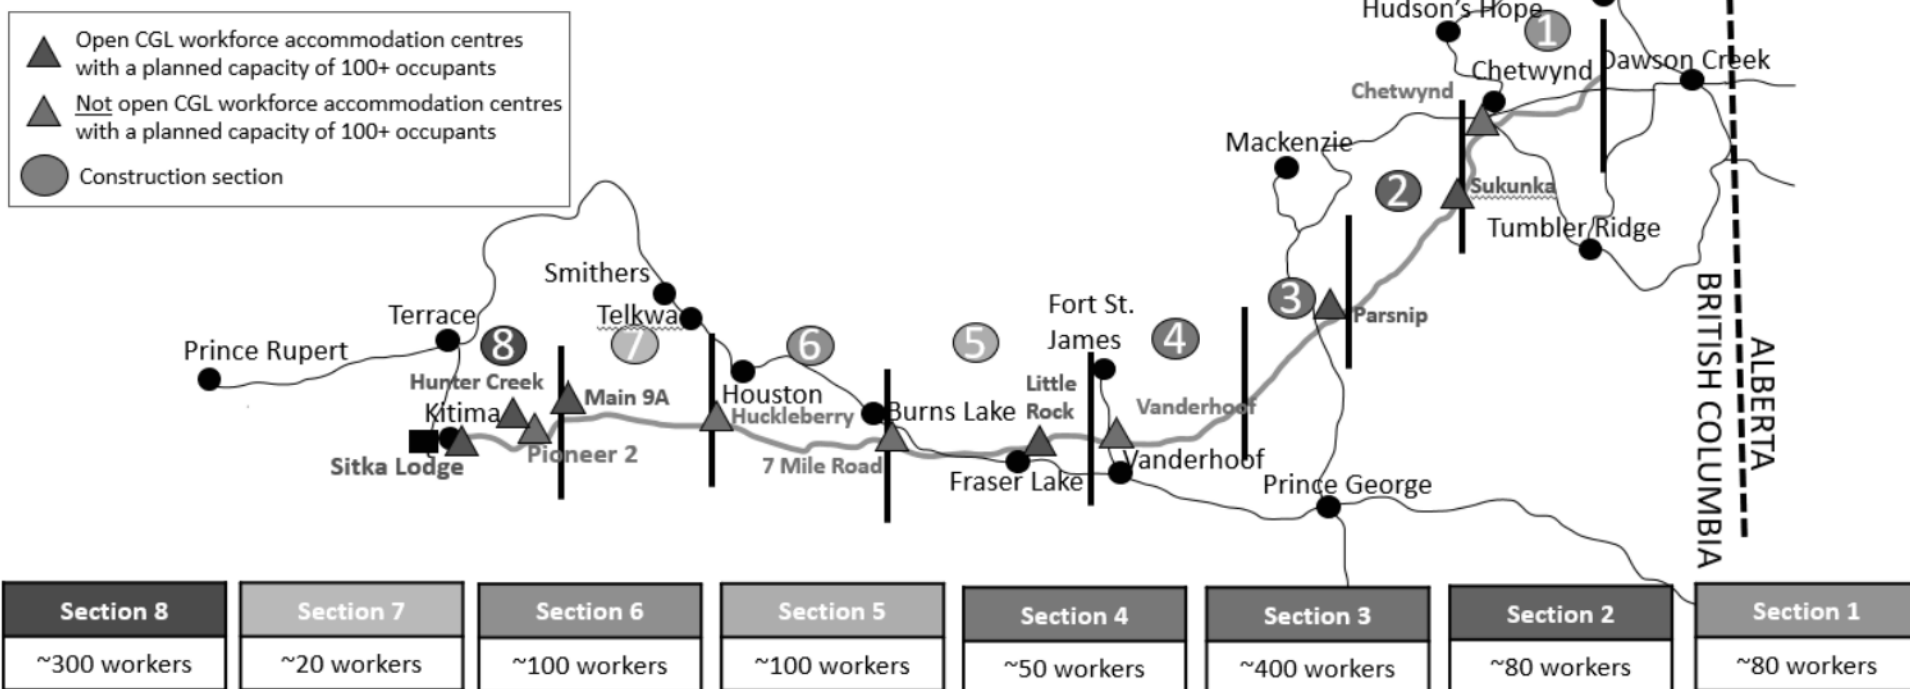 Open CGL workforce accommodation centres
with a planned capacity of 100+ occupants
Not open CGL workforce accommodation centres
with a planned capacity of 100+ occupants
Construction section
Hudson's Hope
1
Dawson Creek
Chetwynd
Chetwynd
Mackenzie
2
Sukunka
Tumbler Ridge
Smithers
Telkwa
Terrace
Prince Rupert
8
7
6
5
Fort St.
James
4
3
Parsnip
BRITISH COLUMBIA
ALBERTA
Hunter Creek
Kitima
Main 9A
Houston
Huckleberry
Burns Lake
Little
Rock
Vanderhoof
Pioneer 2
Sitka Lodge
7 Mile Road
Fraser Lake
Vanderhoof
Prince George
Section 8
Section 7
Section 6
Section 5
Section 4
Section 3
Section 2
Section 1
~300 workers
~20 workers
~100 workers
~100 workers
~50 workers
~400 workers
~80 workers
~80 workers